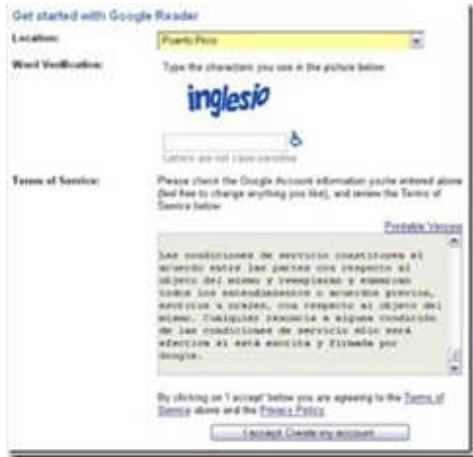 Get started with Google Reader
Location:
Puerto Rico
Word Verification:
Type the characters you see in the picture below.
inglesio
Letters are not case-sensitive
Terms of Service:
Please check the Google Account information you've entered above
(feel free to change anything you like), and review the Terms of
Service below.
Printable Version
Las condiciones de servicio constituyen el
acuerdo entre las partes con respecto al
objeto del mismo y reemplazan y enmarcan
todos los entendimientos o acuerdos previos,
escritos u orales, con respecto al objeto del
mismo. Cualquier renuncia a alguna condición
de las condiciones de servicio sólo será
efectiva si está escrita y firmada por
Google.
By clicking on 'I accept' below you are agreeing to the Terms of
Service above and the Privacy Policy.
I accept. Create my account.